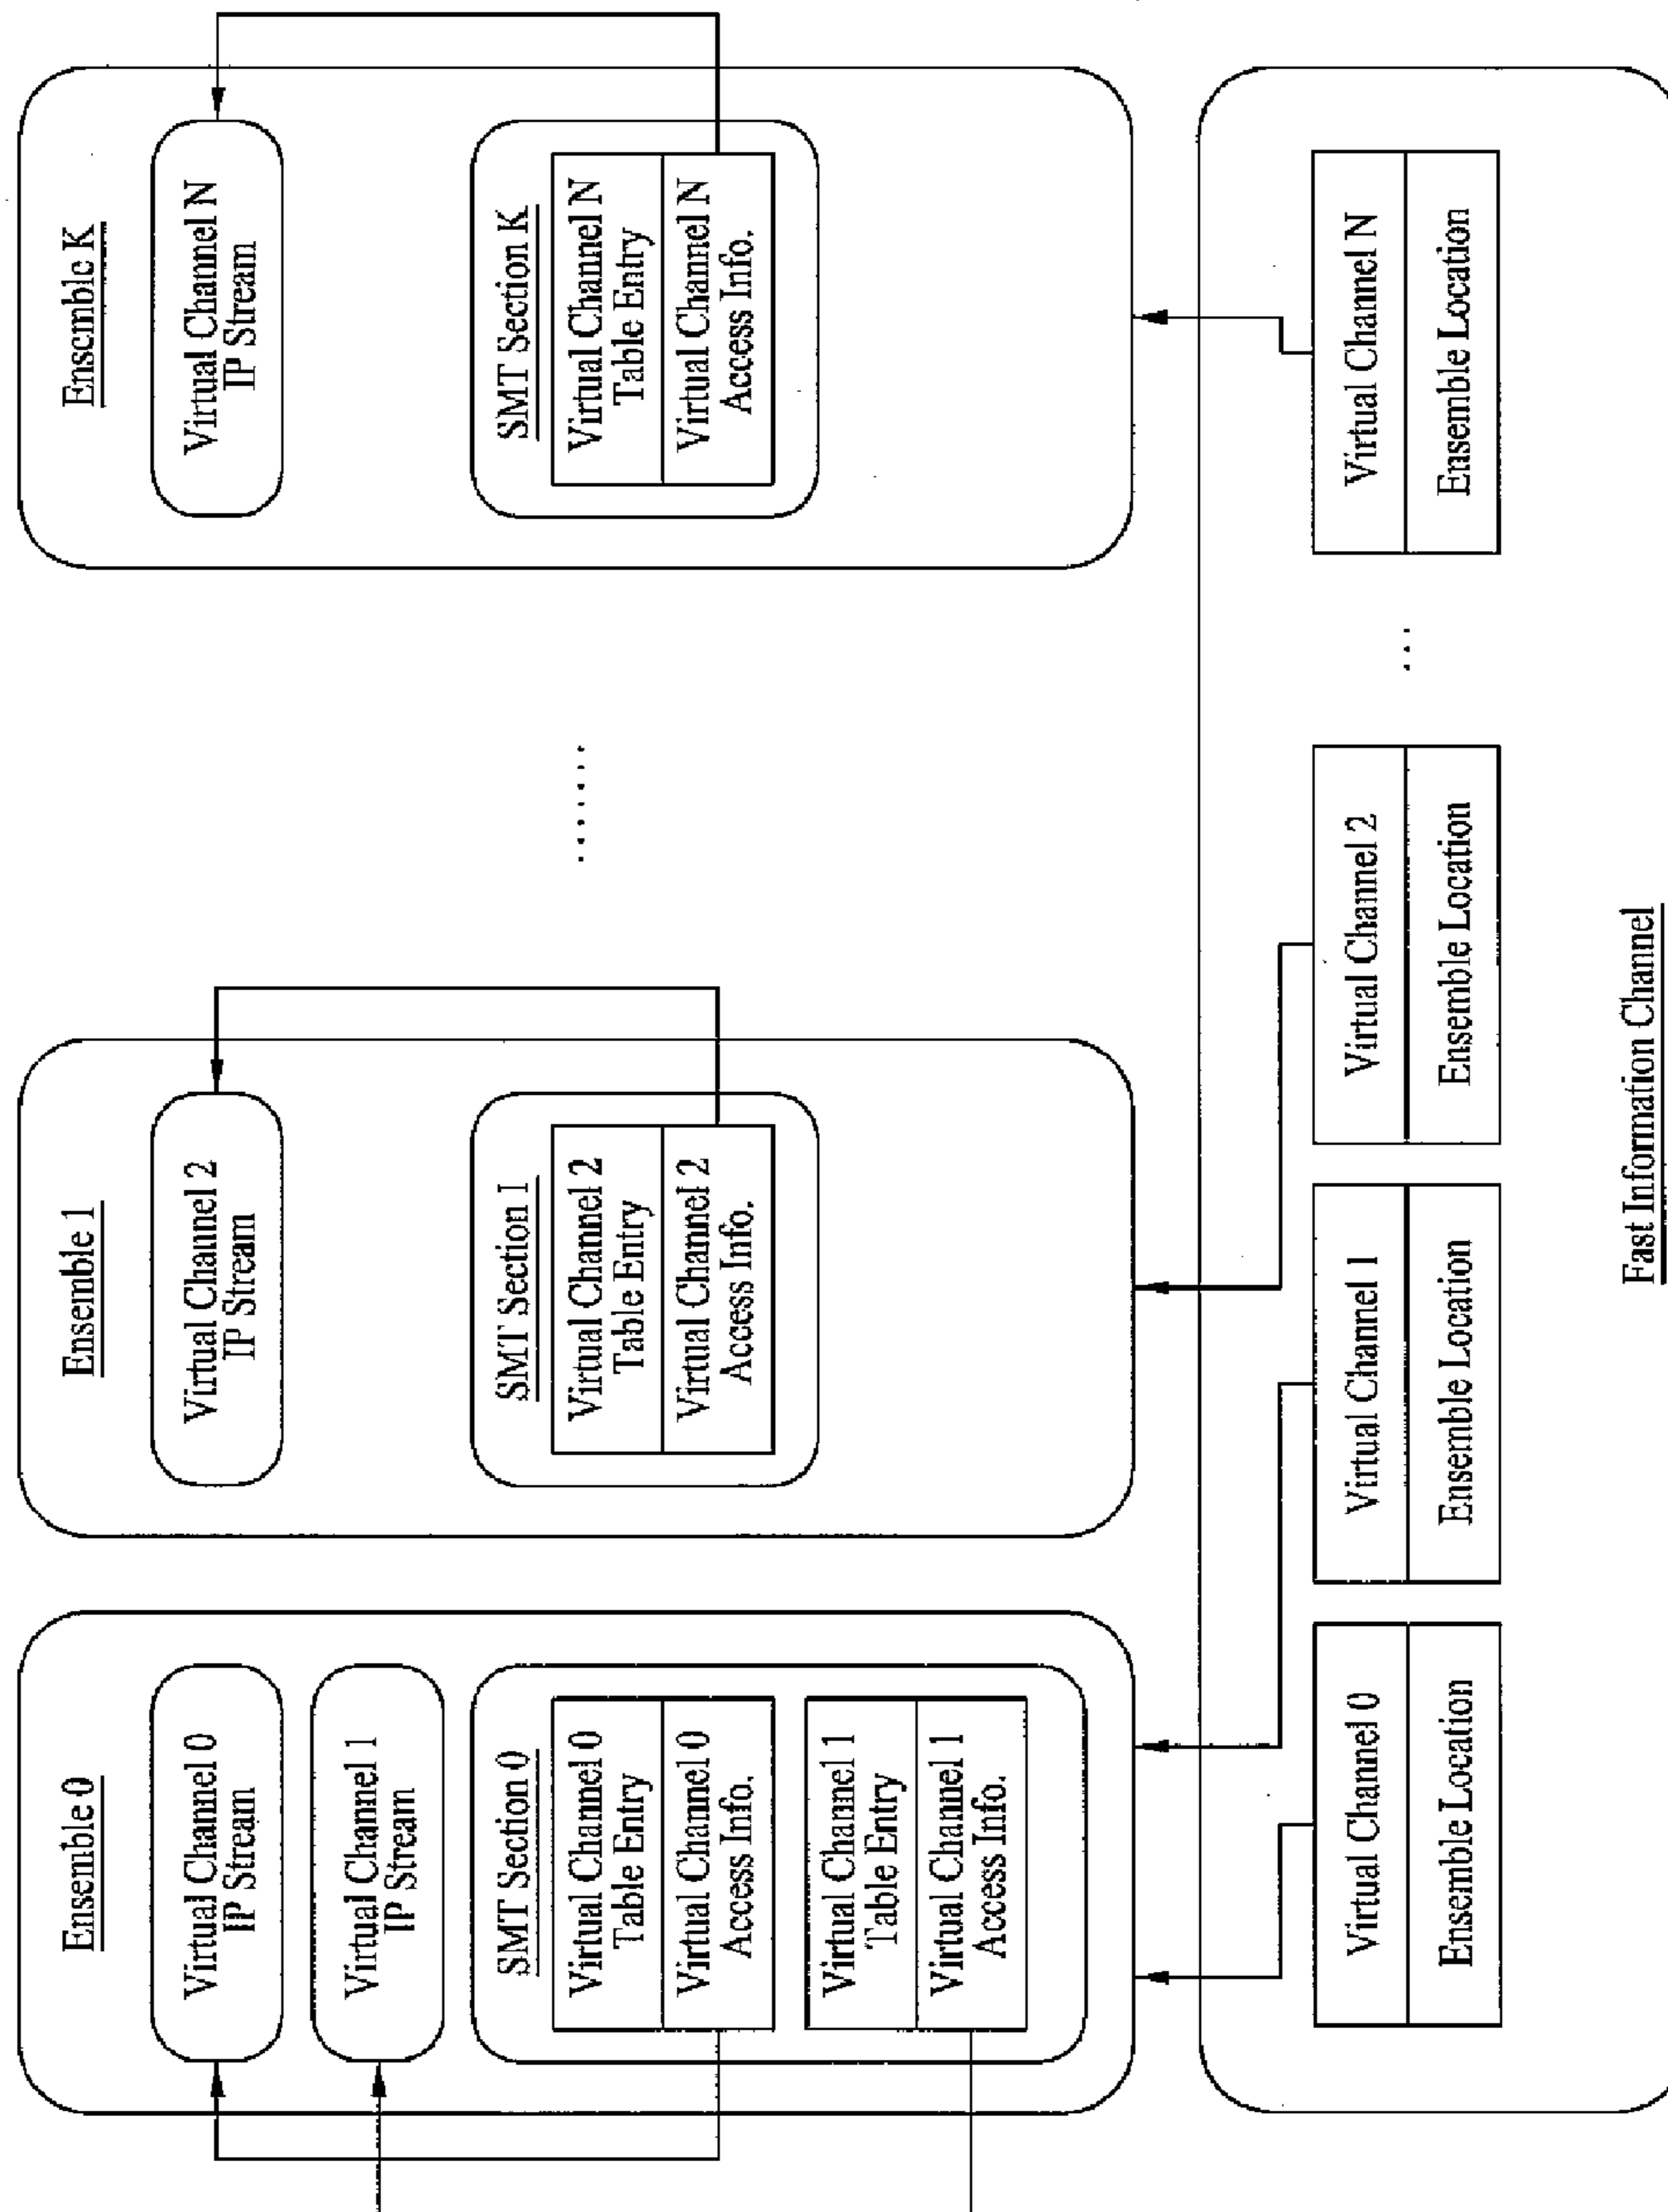 Ensemble 0
Virtual Channel 0
IP Stream
Virtual Channel 1
IP Stream
SMT Section 0
Virtual Channel 0
Table Entry
Virtual Channel 0
Access Info.
Virtual Channel 1
Table Entry
Virtual Channel 1
Access Info.
Ensemble 1
Virtual Channel 2
IP Stream
SMT Section 1
Virtual Channel 2
Table Entry
Virtual Channel 2
Access Info.
.......
Ensemble K
Virtual Channel N
IP Stream
SMT Section K
Virtual Channel N
Table Entry
Virtual Channel N
Access Info.
Virtual Channel 0
Ensemble Location
Virtual Channel 1
Ensemble Location
Virtual Channel 2
Ensemble Location
...
Virtual Channel N
Ensemble Location
Fast Information Channel